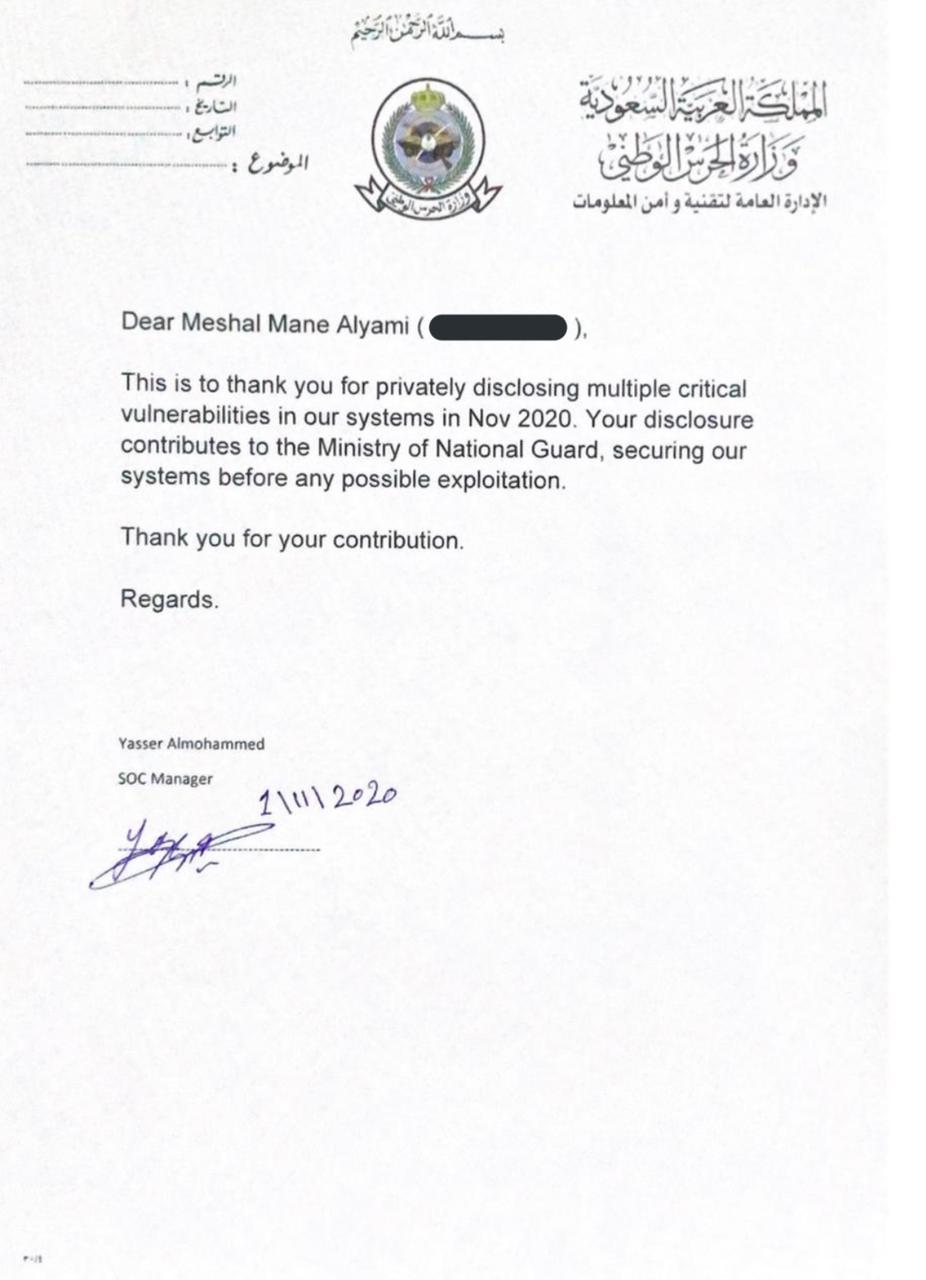 بسم الله الرحمن الرحيم
المملكة العربية السعودية
وزارة الحرس الوطني
الإدارة العامة لتقنية و أمن المعلومات
الرقم :
التاريخ :
التوابع :
الموضوع :
وزارة الحرس الوطني
Dear Meshal Mane Alyami ( ),
This is to thank you for privately disclosing multiple critical
vulnerabilities in our systems in Nov 2020. Your disclosure
contributes to the Ministry of National Guard, securing our
systems before any possible exploitation.
Thank you for your contribution.
Regards.
Yasser Almohammed
SOC Manager
1\11\2020